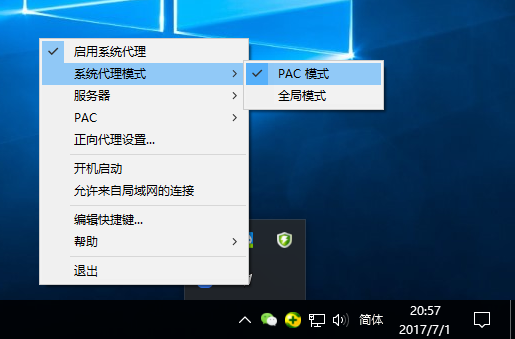 启用系统代理
系统代理模式
PAC 模式
全局模式
服务器
PAC
正向代理设置...
开机启动
允许来自局域网的连接
编辑快捷键...
帮助
退出
简体
20:57
2017/7/1